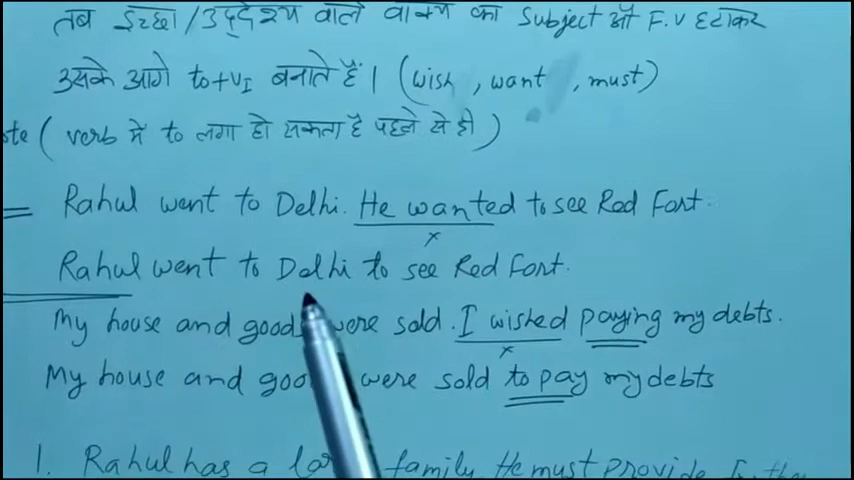 तब इच्छा/उद्देश्य वाले वाक्य का Subject और F.V हटाकर
उसके आगे to+V1 बनाते हैं। (wish, want, must)
(verb में to लगा हो सकता है पहले से ही)
Rahul went to Delhi. He wanted to see Red Fort.
Rahul went to Delhi to see Red Fort.
My house and goods were sold. I wished paying my debts.
My house and were sold to pay my debts
1. Rahul has a family. He must provide